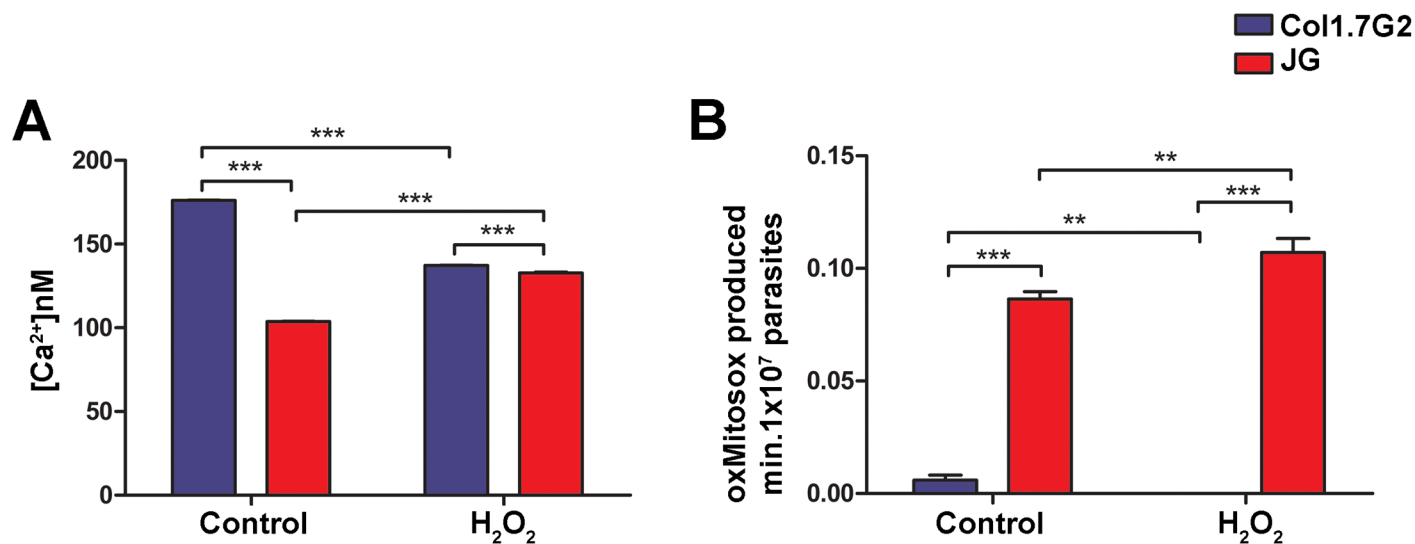 Col1.7G2
JG
A
***
***
***
***
200
150
100
50
0
[Ca²⁺]nM
Control
H₂O₂
B
**
***
**
***
0.15
0.10
0.05
0.00
oxMitosox produced
min.1x10⁷ parasites
Control
H₂O₂